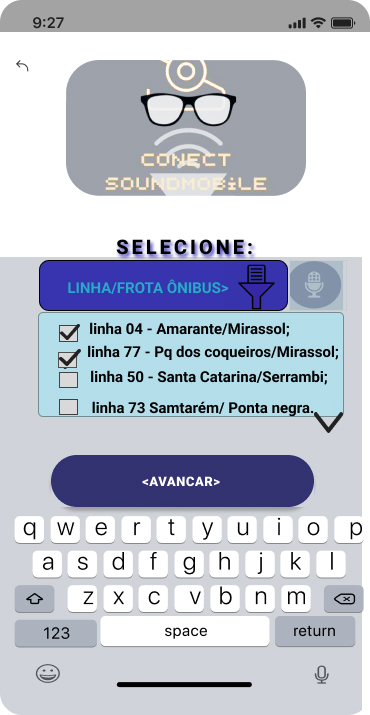 9:27
CONECT
SOUNDMOBILE
SELECIONE:
LINHA/FROTA ÔNIBUS>
linha 04 - Amarante/Mirassol;
linha 77 - Pq dos coqueiros/Mirassol;
linha 50 - Santa Catarina/Serrambi;
linha 73 Samtarém/ Ponta negra.
<AVANCAR>
q w e r t y u i o p
a s d f g h j k l
z x c v b n m
123 space return